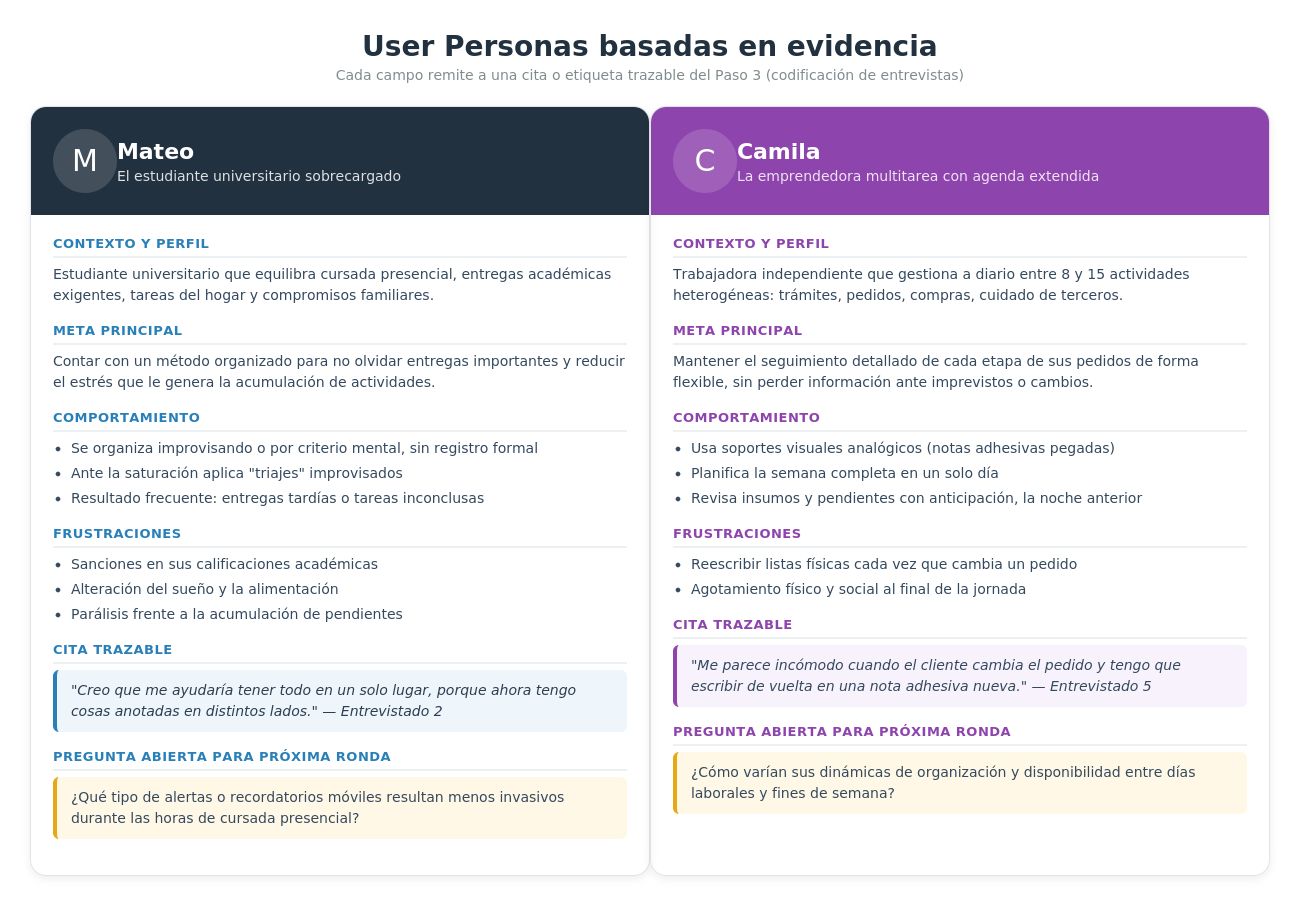 User Personas basadas en evidencia
Cada campo remite a una cita o etiqueta trazable del Paso 3 (codificación de entrevistas)
M
Mateo
El estudiante universitario sobrecargado
CONTEXTO Y PERFIL
Estudiante universitario que equilibra cursada presencial, entregas académicas
exigentes, tareas del hogar y compromisos familiares.
META PRINCIPAL
Contar con un método organizado para no olvidar entregas importantes y reducir
el estrés que le genera la acumulación de actividades.
COMPORTAMIENTO
• Se organiza improvisando o por criterio mental, sin registro formal
• Ante la saturación aplica "triajes" improvisados
• Resultado frecuente: entregas tardías o tareas inconclusas
FRUSTRACIONES
• Sanciones en sus calificaciones académicas
• Alteración del sueño y la alimentación
• Parálisis frente a la acumulación de pendientes
CITA TRAZABLE
"Creo que me ayudaría tener todo en un solo lugar, porque ahora tengo
cosas anotadas en distintos lados." — Entrevistado 2
PREGUNTA ABIERTA PARA PRÓXIMA RONDA
¿Qué tipo de alertas o recordatorios móviles resultan menos invasivos
durante las horas de cursada presencial?
C
Camila
La emprendedora multitarea con agenda extendida
CONTEXTO Y PERFIL
Trabajadora independiente que gestiona a diario entre 8 y 15 actividades
heterogéneas: trámites, pedidos, compras, cuidado de terceros.
META PRINCIPAL
Mantener el seguimiento detallado de cada etapa de sus pedidos de forma
flexible, sin perder información ante imprevistos o cambios.
COMPORTAMIENTO
• Usa soportes visuales analógicos (notas adhesivas pegadas)
• Planifica la semana completa en un solo día
• Revisa insumos y pendientes con anticipación, la noche anterior
FRUSTRACIONES
• Reescribir listas físicas cada vez que cambia un pedido
• Agotamiento físico y social al final de la jornada
CITA TRAZABLE
"Me parece incómodo cuando el cliente cambia el pedido y tengo que
escribir de vuelta en una nota adhesiva nueva." — Entrevistado 5
PREGUNTA ABIERTA PARA PRÓXIMA RONDA
¿Cómo varían sus dinámicas de organización y disponibilidad entre días
laborales y fines de semana?